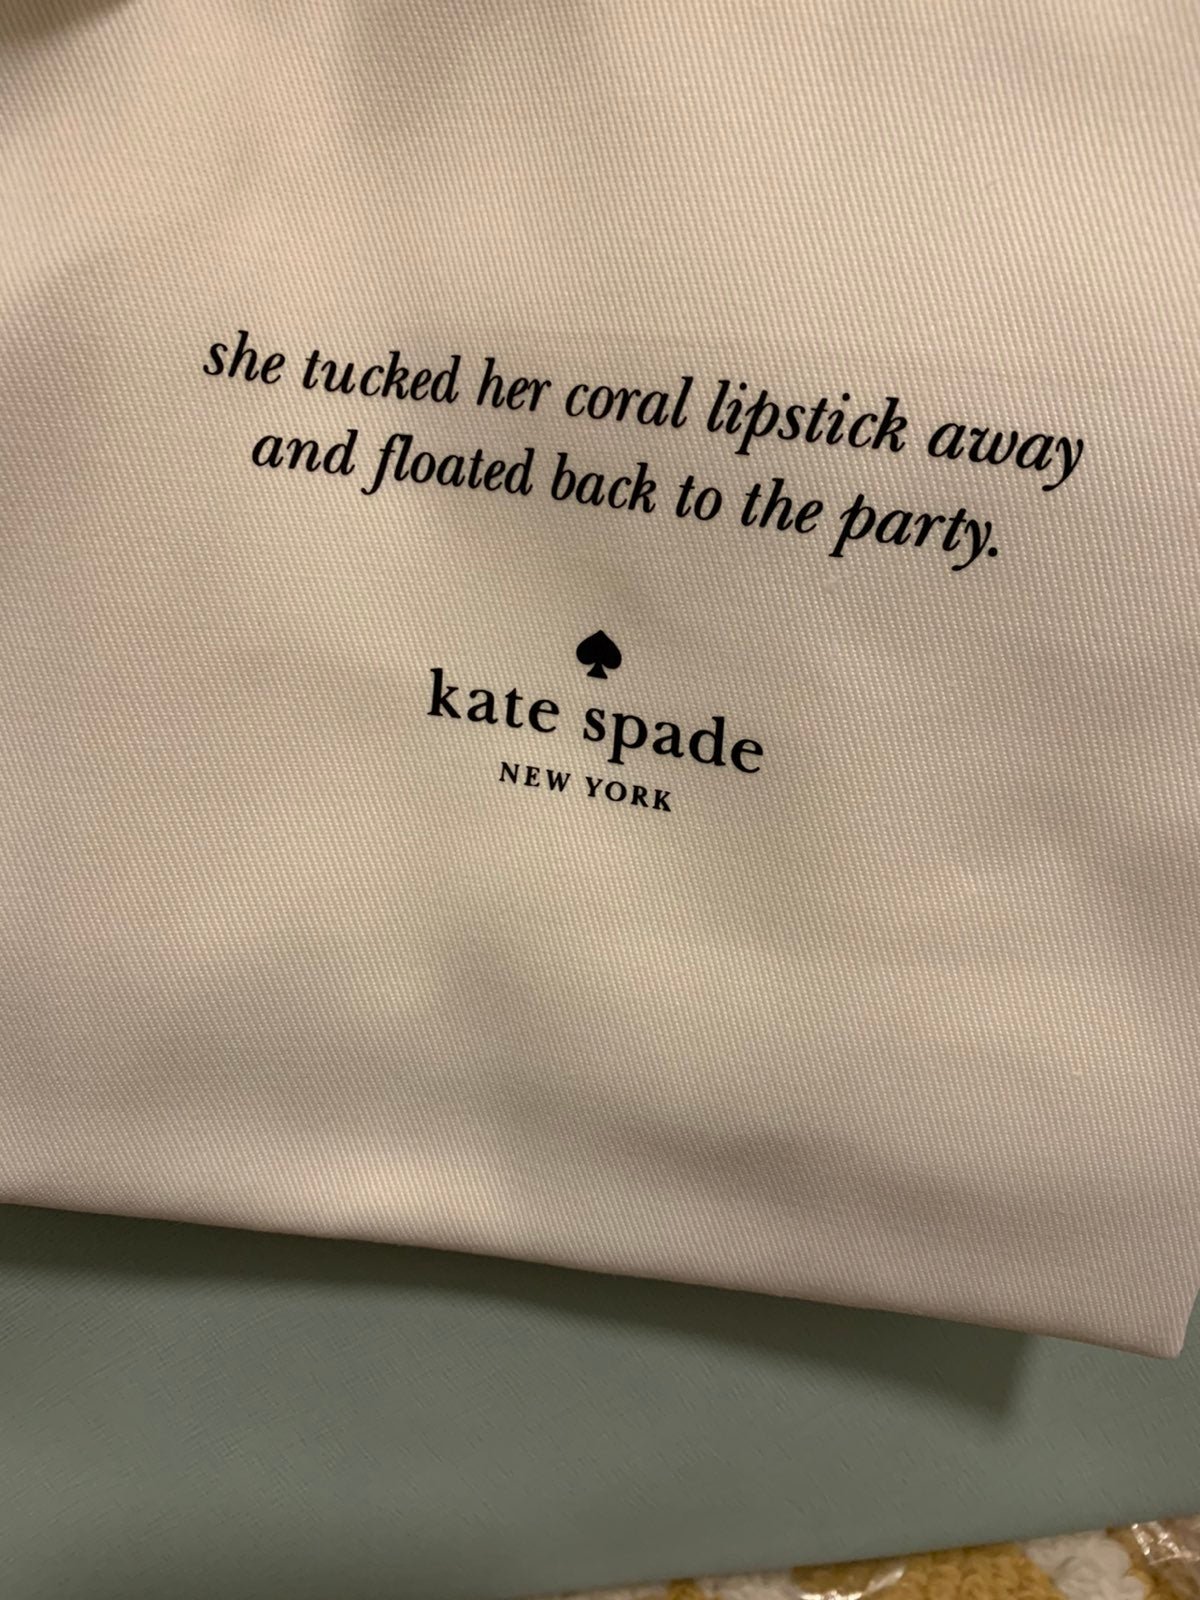 she tucked her coral lipstick away
and floated back to the party.
kate spade
NEW YORK